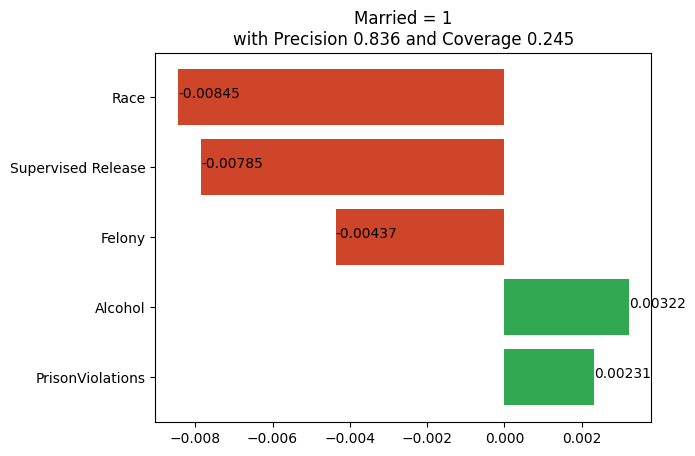 Married = 1
with Precision 0.836 and Coverage 0.245
Race
-0.00845
Supervised Release
-0.00785
Felony
-0.00437
Alcohol
0.00322
PrisonViolations
0.00231
−0.008 −0.006 −0.004 −0.002 0.000 0.002